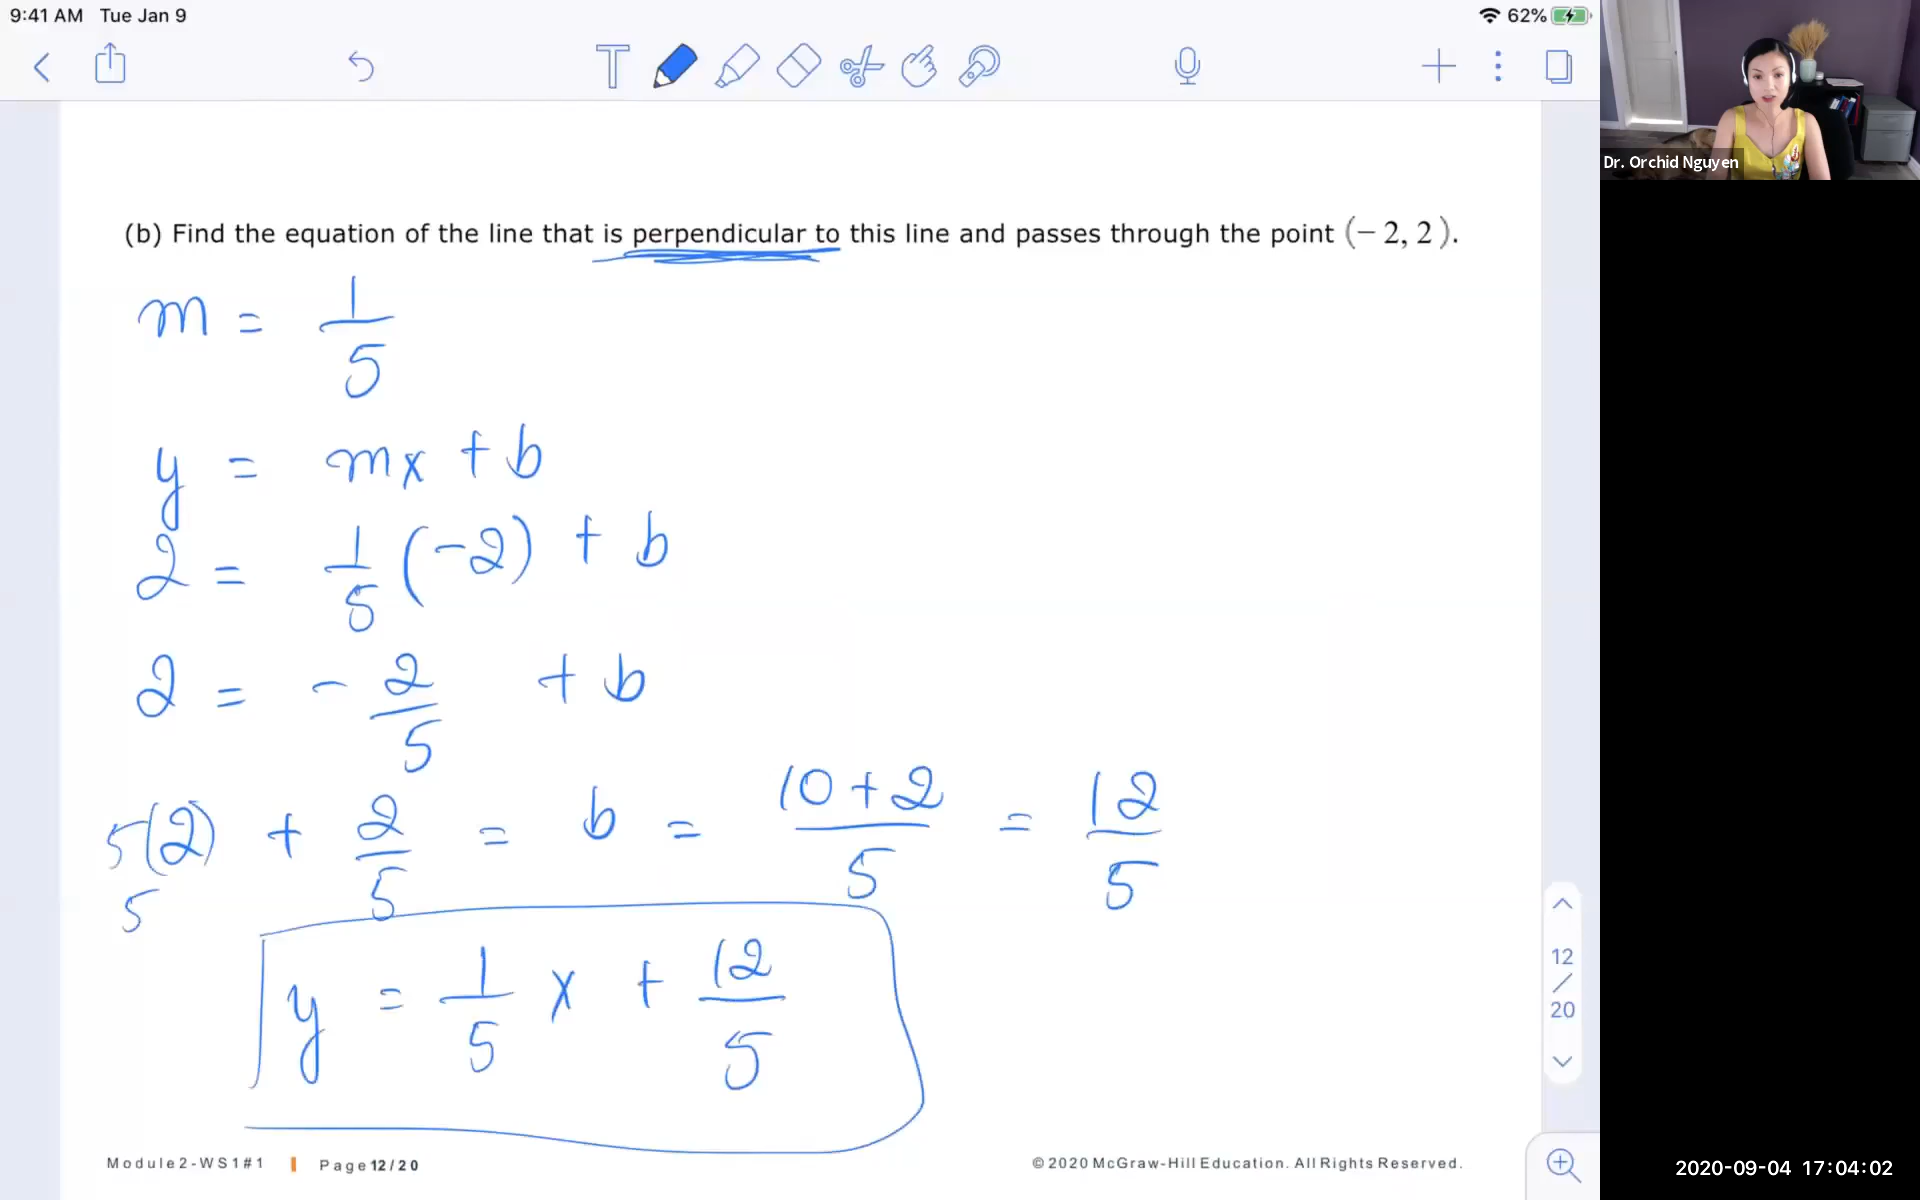 9:41 AM Tue Jan 9
62%
Dr. Orchid Nguyen
(b) Find the equation of the line that is perpendicular to this line and passes through the point (−2, 2).
m = 1/5
y = mx + b
2 = 1/5 (-2) + b
2 = - 2/5 + b
5(2)/5 + 2/5 = b = 10+2/5 = 12/5
y = 1/5 x + 12/5
12
/
20
Module2-WS1#1 Page 12/20
©2020 McGraw-Hill Education. All Rights Reserved.
2020-09-04 17:04:02